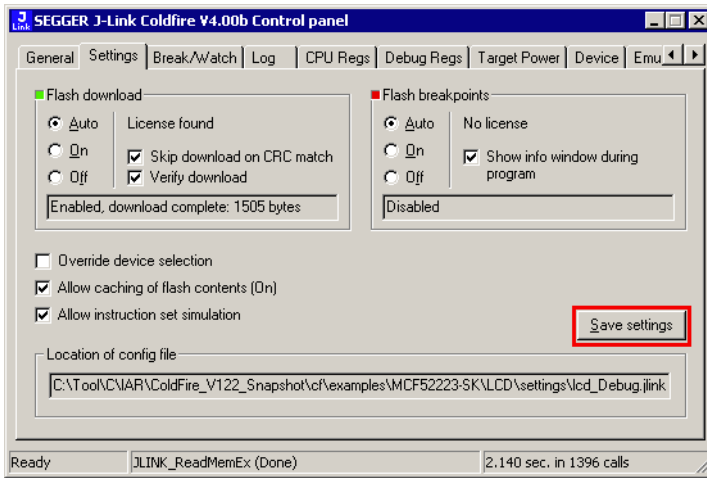 J Link SEGGER J-Link Coldfire V4.00b Control panel
General Settings Break/Watch Log CPU Regs Debug Regs Target Power Device Emu
Flash download Flash breakpoints
Auto License found Auto No license
On Skip download on CRC match On Show info window during
program
Off Verify download Off
Enabled, download complete: 1505 bytes Disabled
Override device selection
Allow caching of flash contents (On)
Allow instruction set simulation
Save settings
Location of config file
C:\Tool\C\IAR\ColdFire_V122_Snapshot\cf\examples\MCF52223-SK\LCD\settings\lcd_Debug.jlink
Ready JLINK_ReadMemEx (Done) 2.140 sec. in 1396 calls